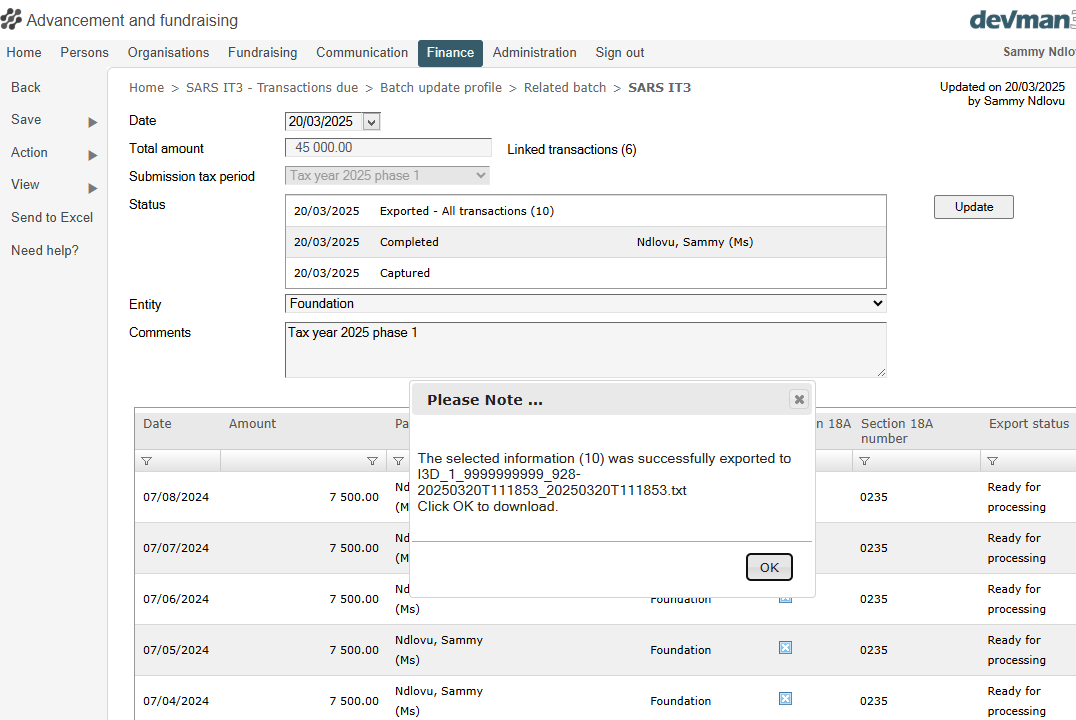 Advancement and fundraising
devman
Home Persons Organisations Fundraising Communication Finance Administration Sign out
Sammy Ndlo
Back
Save
Action
View
Send to Excel
Need help?
Home > SARS IT3 - Transactions due > Batch update profile > Related batch > SARS IT3
Updated on 20/03/2025
by Sammy Ndlovu
Date 20/03/2025
Total amount 45 000.00 Linked transactions (6)
Submission tax period Tax year 2025 phase 1
Status
20/03/2025 Exported - All transactions (10)
20/03/2025 Completed Ndlovu, Sammy (Ms)
20/03/2025 Captured
Update
Entity Foundation
Comments Tax year 2025 phase 1
Please Note ...
The selected information (10) was successfully exported to
I3D_1_9999999999_928-
20250320T111853_20250320T111853.txt
Click OK to download.
OK
Date Amount Pa n 18A Section 18A
number
Export status
07/08/2024 7 500.00 Nd
(M
0235 Ready for
processing
07/07/2024 7 500.00 Nd
(M
0235 Ready for
processing
07/06/2024 7 500.00 Nd
(Ms)
Foundation 0235 Ready for
processing
07/05/2024 7 500.00 Ndlovu, Sammy
(Ms)
Foundation 0235 Ready for
processing
07/04/2024 7 500.00 Ndlovu, Sammy
(Ms)
Foundation 0235 Ready for
processing